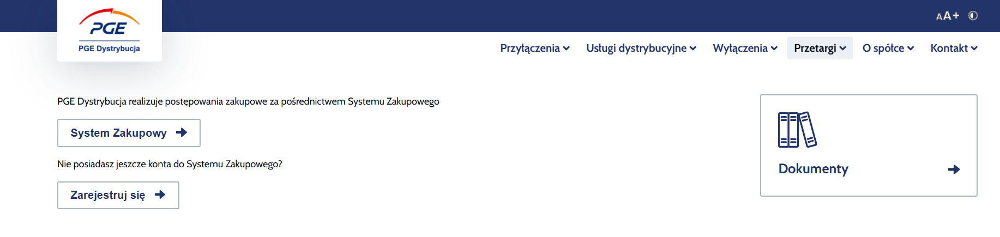 AA+
PGE
PGE Dystrybucja
Przyłączenia Usługi dystrybucyjne Wyłączenia Przetargi O spółce Kontakt
PGE Dystrybucja realizuje postępowania zakupowe za pośrednictwem Systemu Zakupowego
System Zakupowy
Nie posiadasz jeszcze konta do Systemu Zakupowego?
Zarejestruj się
Dokumenty